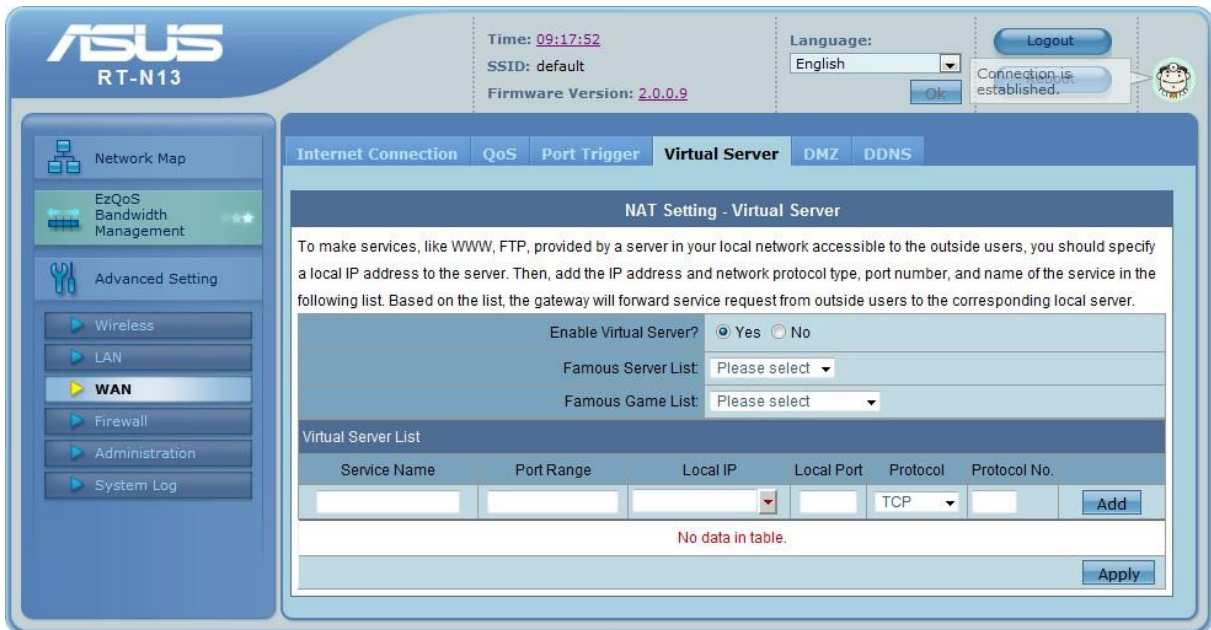 ASUS
RT-N13
Time: 09:17:52
SSID: default
Firmware Version: 2.0.0.9
Language:
English
Ok
Logout
Reboot
Connection is
established.
Network Map
EzQoS
Bandwidth
Management
Advanced Setting
Wireless
LAN
WAN
Firewall
Administration
System Log
Internet Connection QoS Port Trigger Virtual Server DMZ DDNS
NAT Setting - Virtual Server
To make services, like WWW, FTP, provided by a server in your local network accessible to the outside users, you should specify
a local IP address to the server. Then, add the IP address and network protocol type, port number, and name of the service in the
following list. Based on the list, the gateway will forward service request from outside users to the corresponding local server.
Enable Virtual Server? Yes No
Famous Server List: Please select
Famous Game List: Please select
Virtual Server List
Service Name Port Range Local IP Local Port Protocol Protocol No.
TCP Add
No data in table.
Apply